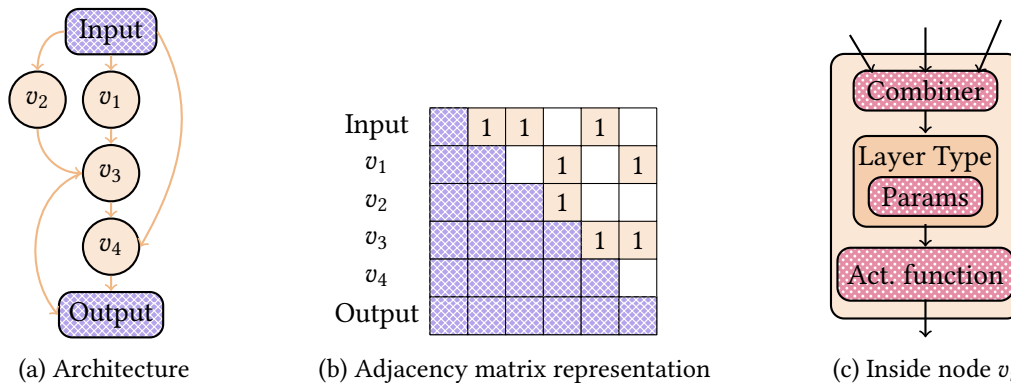 Input
v₂ v₁
v₃
v₄
Output
(a) Architecture
Input 1 1 1
v₁ 1 1
v₂ 1
v₃ 1 1
v₄
Output
(b) Adjacency matrix representation
Combiner
Layer Type
Params
Act. function
(c) Inside node v